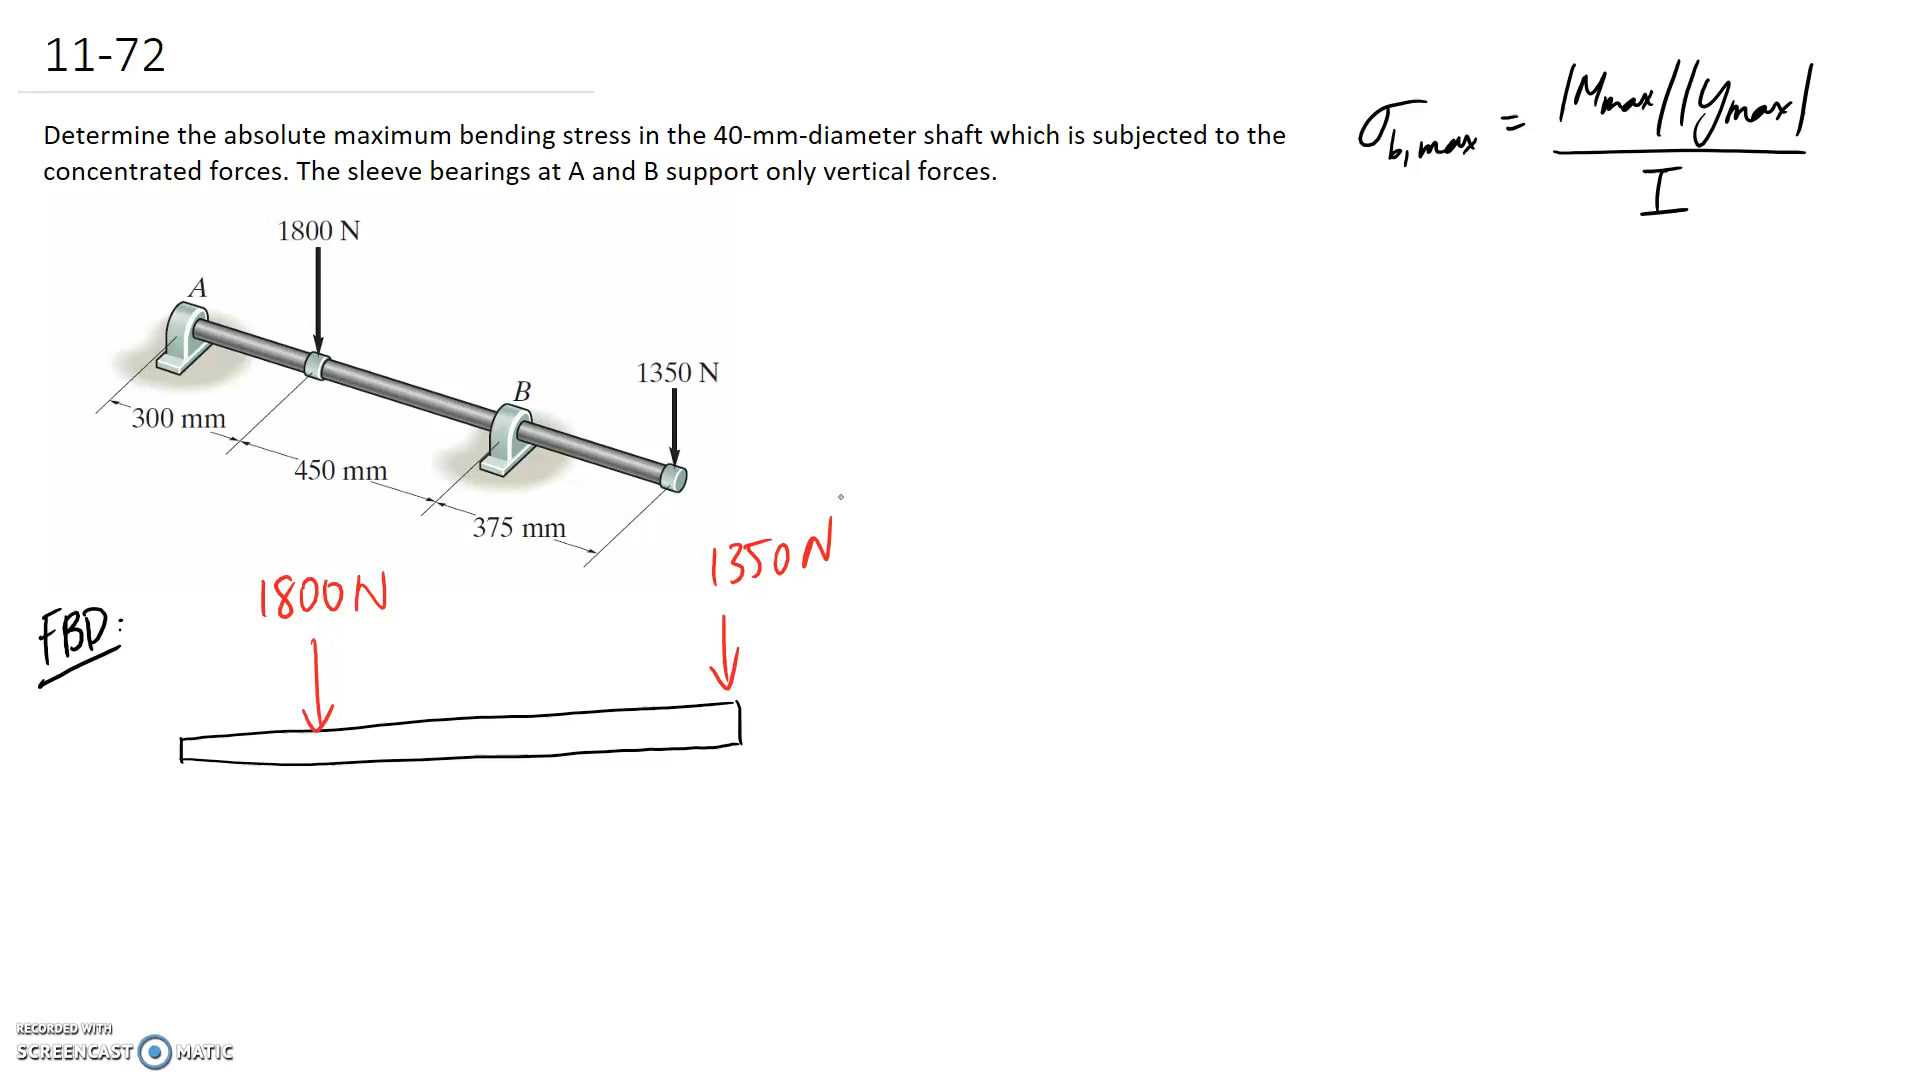 11-72
Determine the absolute maximum bending stress in the 40-mm-diameter shaft which is subjected to the
concentrated forces. The sleeve bearings at A and B support only vertical forces.
σb,max = |Mmax||ymax|
I
1800 N
A
B
1350 N
300 mm
450 mm
375 mm
1350N
1800N
FBD:
RECORDED WITH
SCREENCAST MATIC